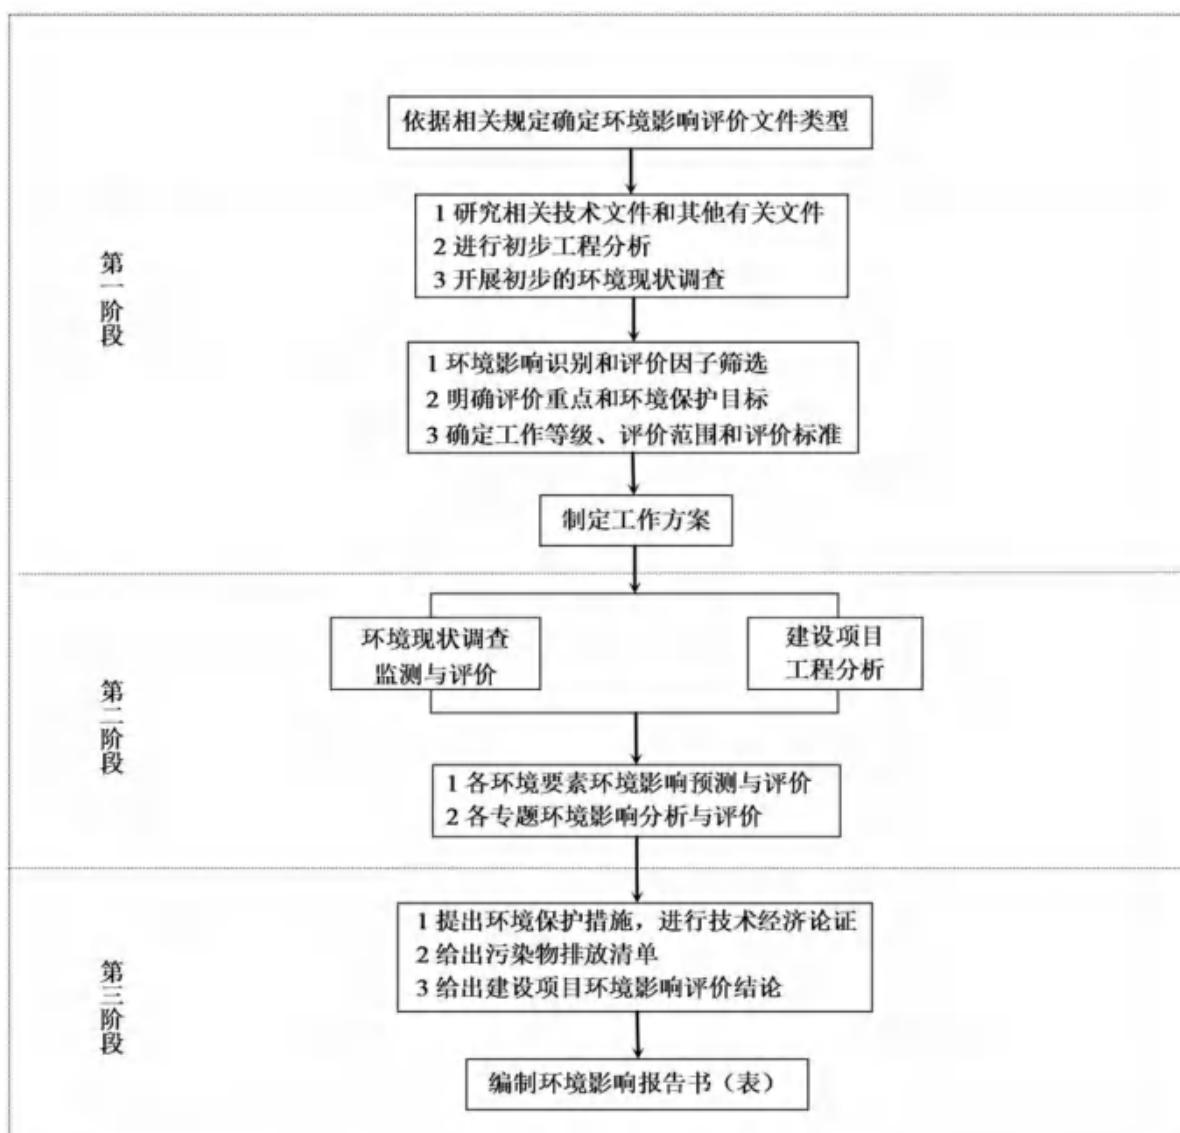 依据相关规定确定环境影响评价文件类型
1 研究相关技术文件和其他有关文件
2 进行初步工程分析
3 开展初步的环境现状调查
第一阶段
1 环境影响识别和评价因子筛选
2 明确评价重点和环境保护目标
3 确定工作等级、评价范围和评价标准
制定工作方案
环境现状调查
监测与评价
建设项目
工程分析
第二阶段
1 各环境要素环境影响预测与评价
2 各专题环境影响分析与评价
1 提出环境保护措施，进行技术经济论证
2 给出污染物排放清单
3 给出建设项目环境影响评价结论
第三阶段
编制环境影响报告书（表）